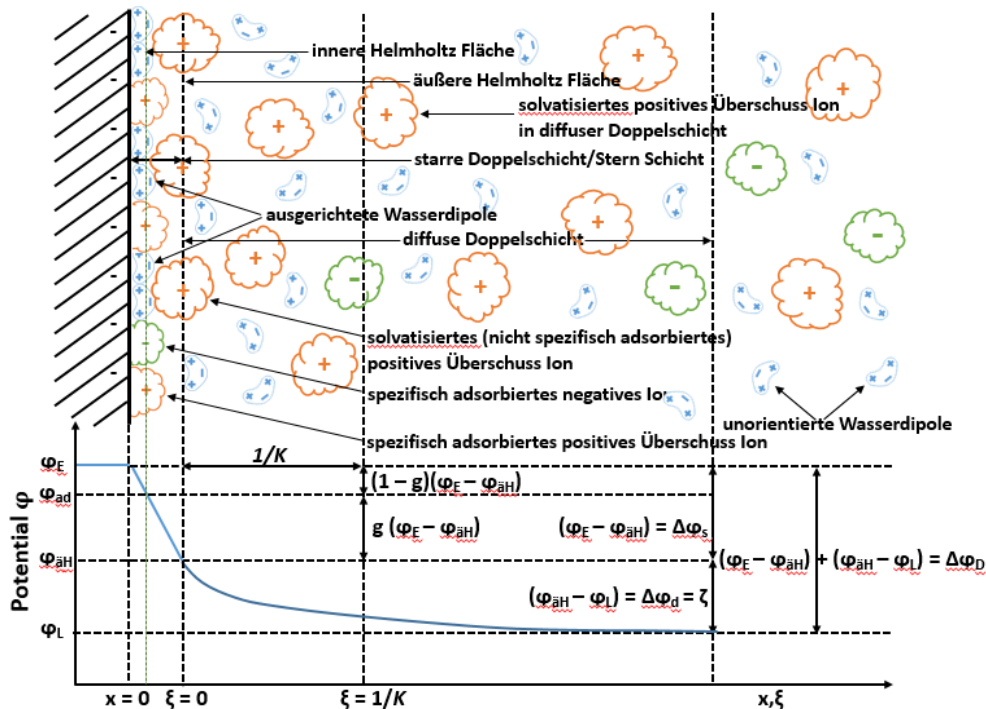 innere Helmholtz Fläche
äußere Helmholtz Fläche
solvatisiertes positives Überschuss Ion
in diffuser Doppelschicht
starre Doppelschicht/Stern Schicht
ausgerichtete Wasserdipole
diffuse Doppelschicht
solvatisiertes (nicht spezifisch adsorbiertes)
positives Überschuss Ion
spezifisch adsorbiertes negatives Ion
unorientierte Wasserdipole
spezifisch adsorbiertes positives Überschuss Ion
Potential φ
φE
φad
φäH
φL
1/K
(1 – g)(φE – φäH)
g (φE – φäH)
(φE – φäH) = Δφs
(φE – φäH) + (φäH – φL) = ΔφD
(φäH – φL) = Δφd = ζ
x = 0
ξ = 0
ξ = 1/K
x,ξ